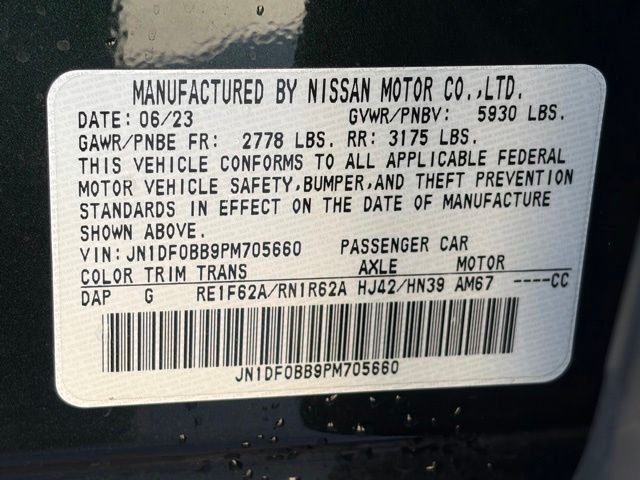 MANUFACTURED BY NISSAN MOTOR CO.,LTD.
DATE: 06/23 GVWR/PNBV: 5930 LBS.
GAWR/PNBE FR: 2778 LBS. RR: 3175 LBS.
THIS VEHICLE CONFORMS TO ALL APPLICABLE FEDERAL
MOTOR VEHICLE SAFETY,BUMPER,AND THEFT PREVENTION
STANDARDS IN EFFECT ON THE DATE OF MANUFACTURE
SHOWN ABOVE.
VIN: JN1DF0BB9PM705660 PASSENGER CAR
COLOR TRIM TRANS AXLE MOTOR
DAP G RE1F62A/RN1R62A HJ42/HN39 AM67 ----CC
JN1DF0BB9PM705660